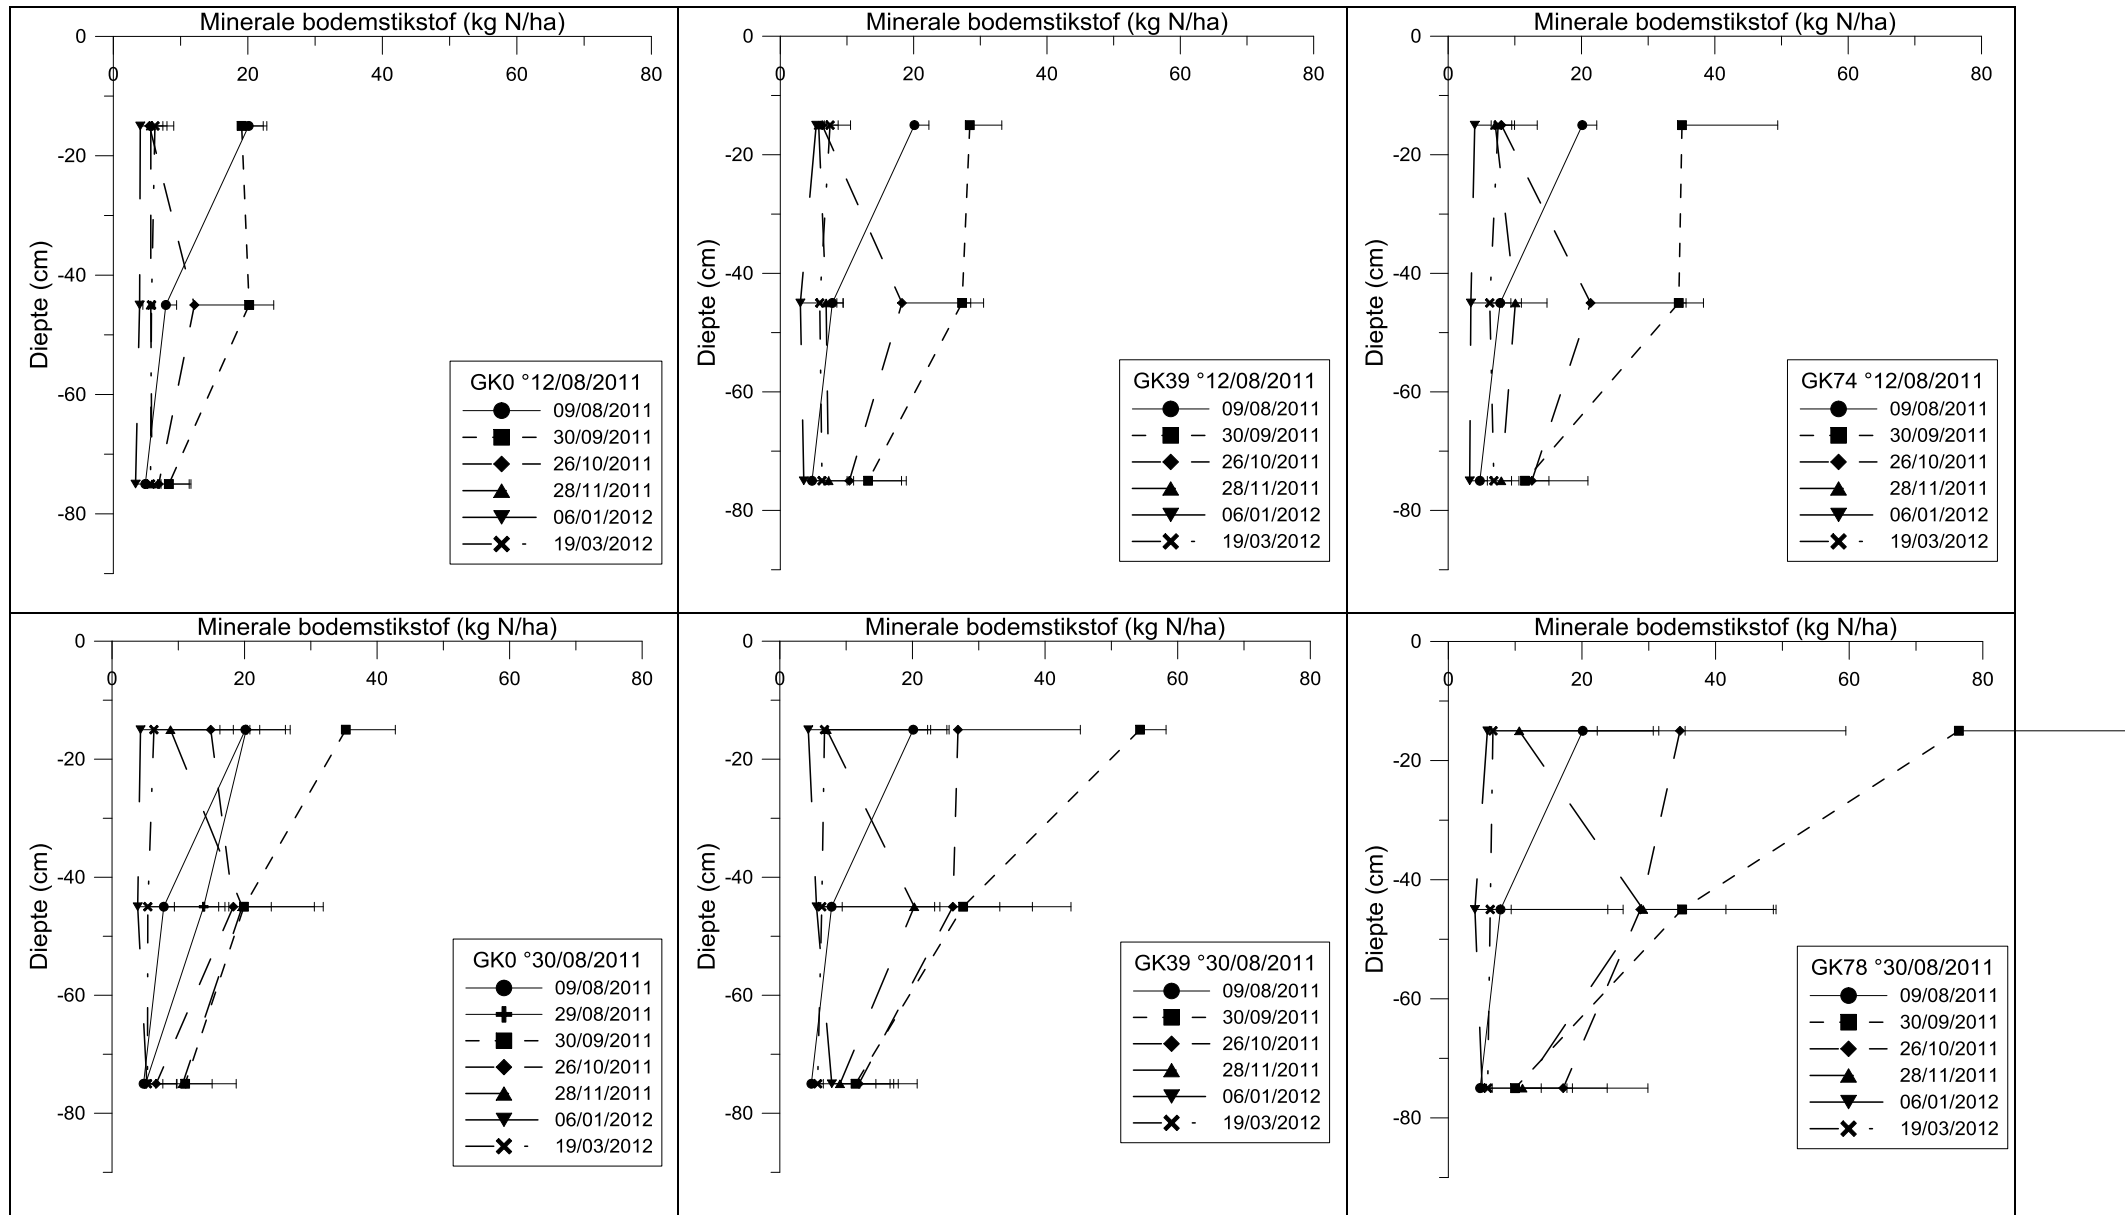 Minerale bodemstikstof (kg N/ha)
0 20 40 60 80
0
-20
-40
-60
-80
Diepte (cm)
GK0 °12/08/2011
09/08/2011
30/09/2011
26/10/2011
28/11/2011
06/01/2012
19/03/2012
Minerale bodemstikstof (kg N/ha)
0 20 40 60 80
0
-20
-40
-60
-80
Diepte (cm)
GK39 °12/08/2011
09/08/2011
30/09/2011
26/10/2011
28/11/2011
06/01/2012
19/03/2012
Minerale bodemstikstof (kg N/ha)
0 20 40 60 80
0
-20
-40
-60
-80
Diepte (cm)
GK74 °12/08/2011
09/08/2011
30/09/2011
26/10/2011
28/11/2011
06/01/2012
19/03/2012
Minerale bodemstikstof (kg N/ha)
0 20 40 60 80
0
-20
-40
-60
-80
Diepte (cm)
GK0 °30/08/2011
09/08/2011
29/08/2011
30/09/2011
26/10/2011
28/11/2011
06/01/2012
19/03/2012
Minerale bodemstikstof (kg N/ha)
0 20 40 60 80
0
-20
-40
-60
-80
Diepte (cm)
GK39 °30/08/2011
09/08/2011
30/09/2011
26/10/2011
28/11/2011
06/01/2012
19/03/2012
Minerale bodemstikstof (kg N/ha)
0 20 40 60 80
0
-20
-40
-60
-80
Diepte (cm)
GK78 °30/08/2011
09/08/2011
30/09/2011
26/10/2011
28/11/2011
06/01/2012
19/03/2012